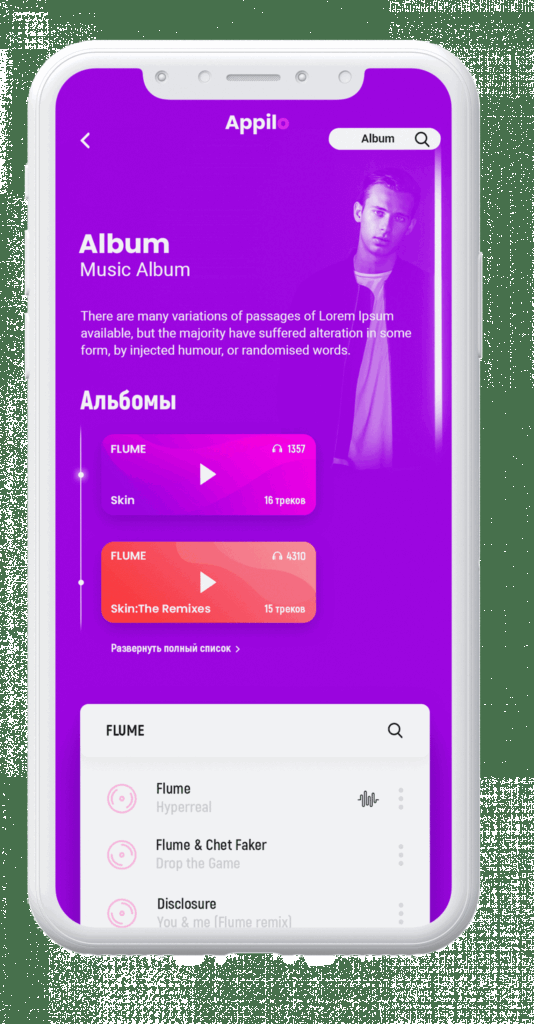 Appilo
Album
Album
Music Album
There are many variations of passages of Lorem Ipsum
available, but the majority have suffered alteration in some
form, by injected humour, or randomised words.
Альбомы
FLUME 1357
Skin 16 треков
FLUME 4310
Skin:The Remixes 15 треков
Развернуть полный список >
FLUME
Flume
Hyperreal
Flume & Chet Faker
Drop the Game
Disclosure
You & me [Flume remix]